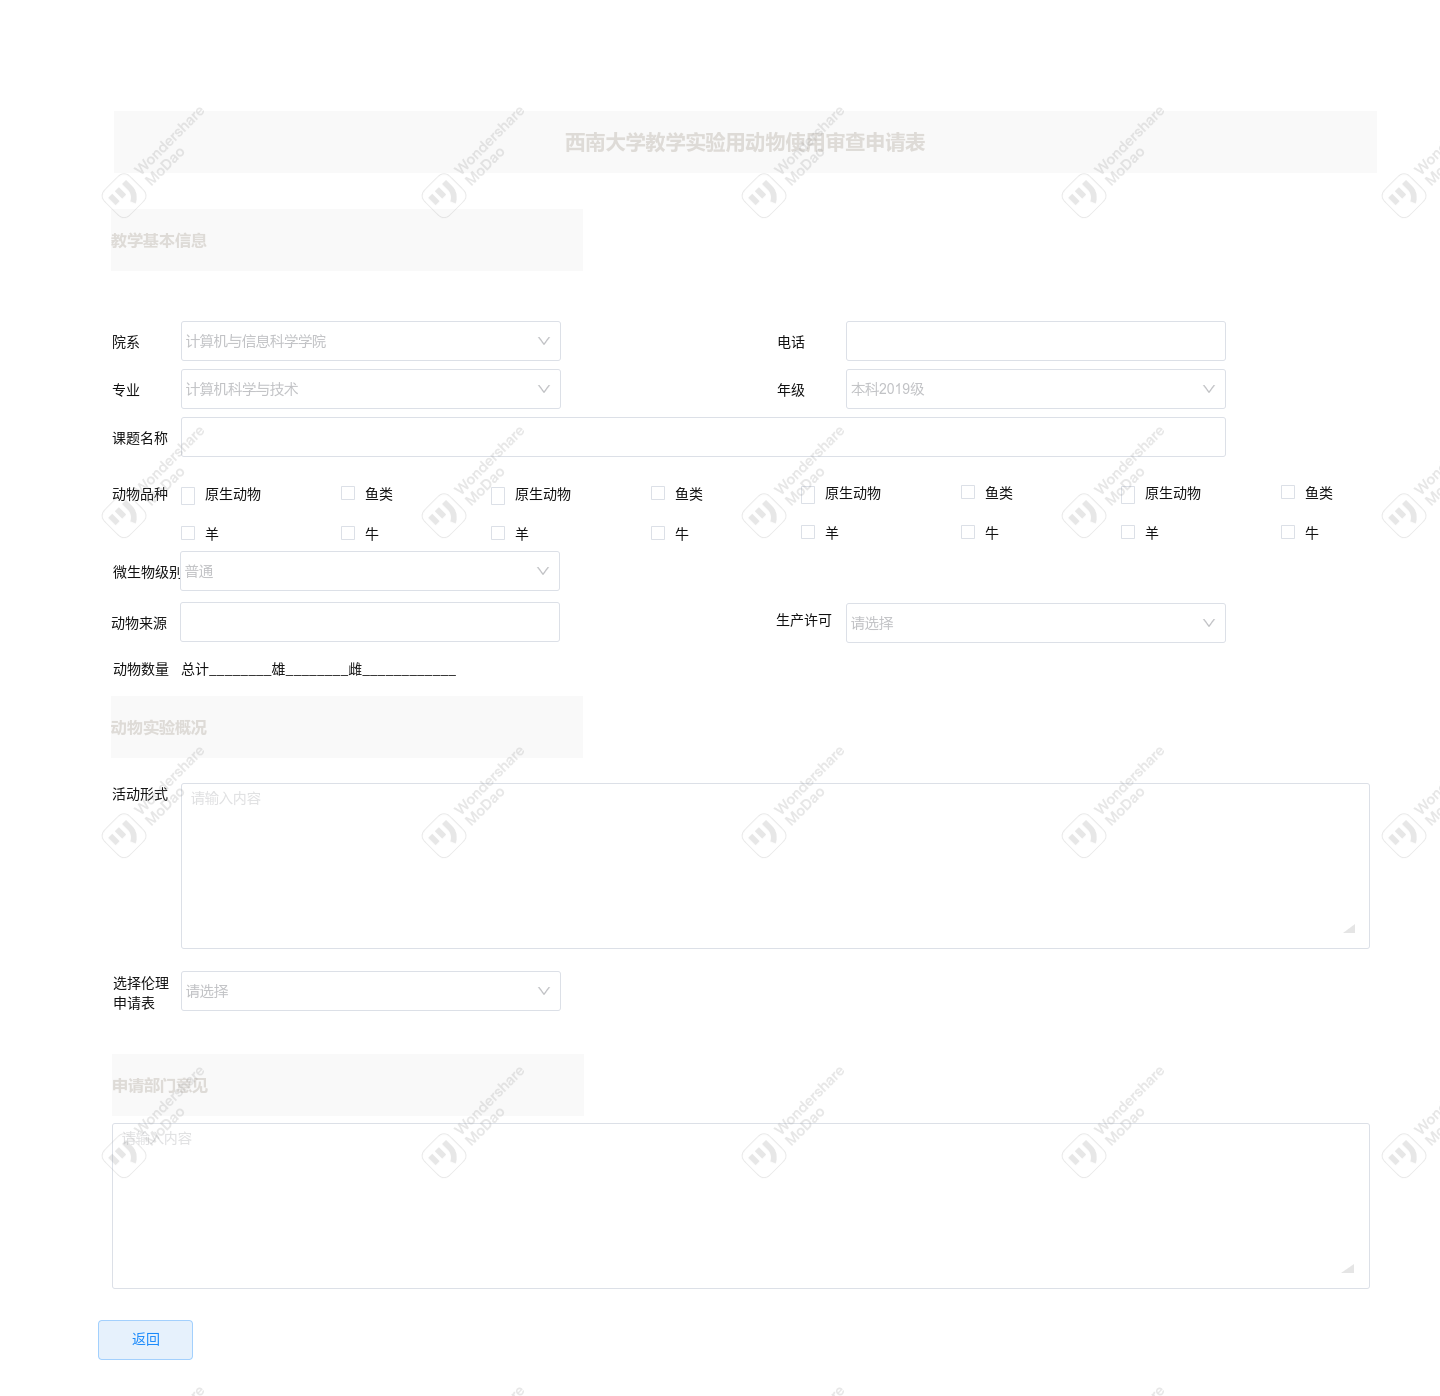 西南大学教学实验用动物使用审查申请表
教学基本信息
院系 计算机与信息科学学院 电话
专业 计算机科学与技术 年级 本科2019级
课题名称
动物品种 原生动物 鱼类 原生动物 鱼类 原生动物 鱼类 原生动物 鱼类
羊 牛 羊 牛 羊 牛 羊 牛
微生物级别 普通
动物来源 生产许可 请选择
动物数量 总计________雄________雌____________
动物实验概况
活动形式 请输入内容
选择伦理
申请表 请选择
申请部门意见
请输入内容
返回
Wondershare
MoDao